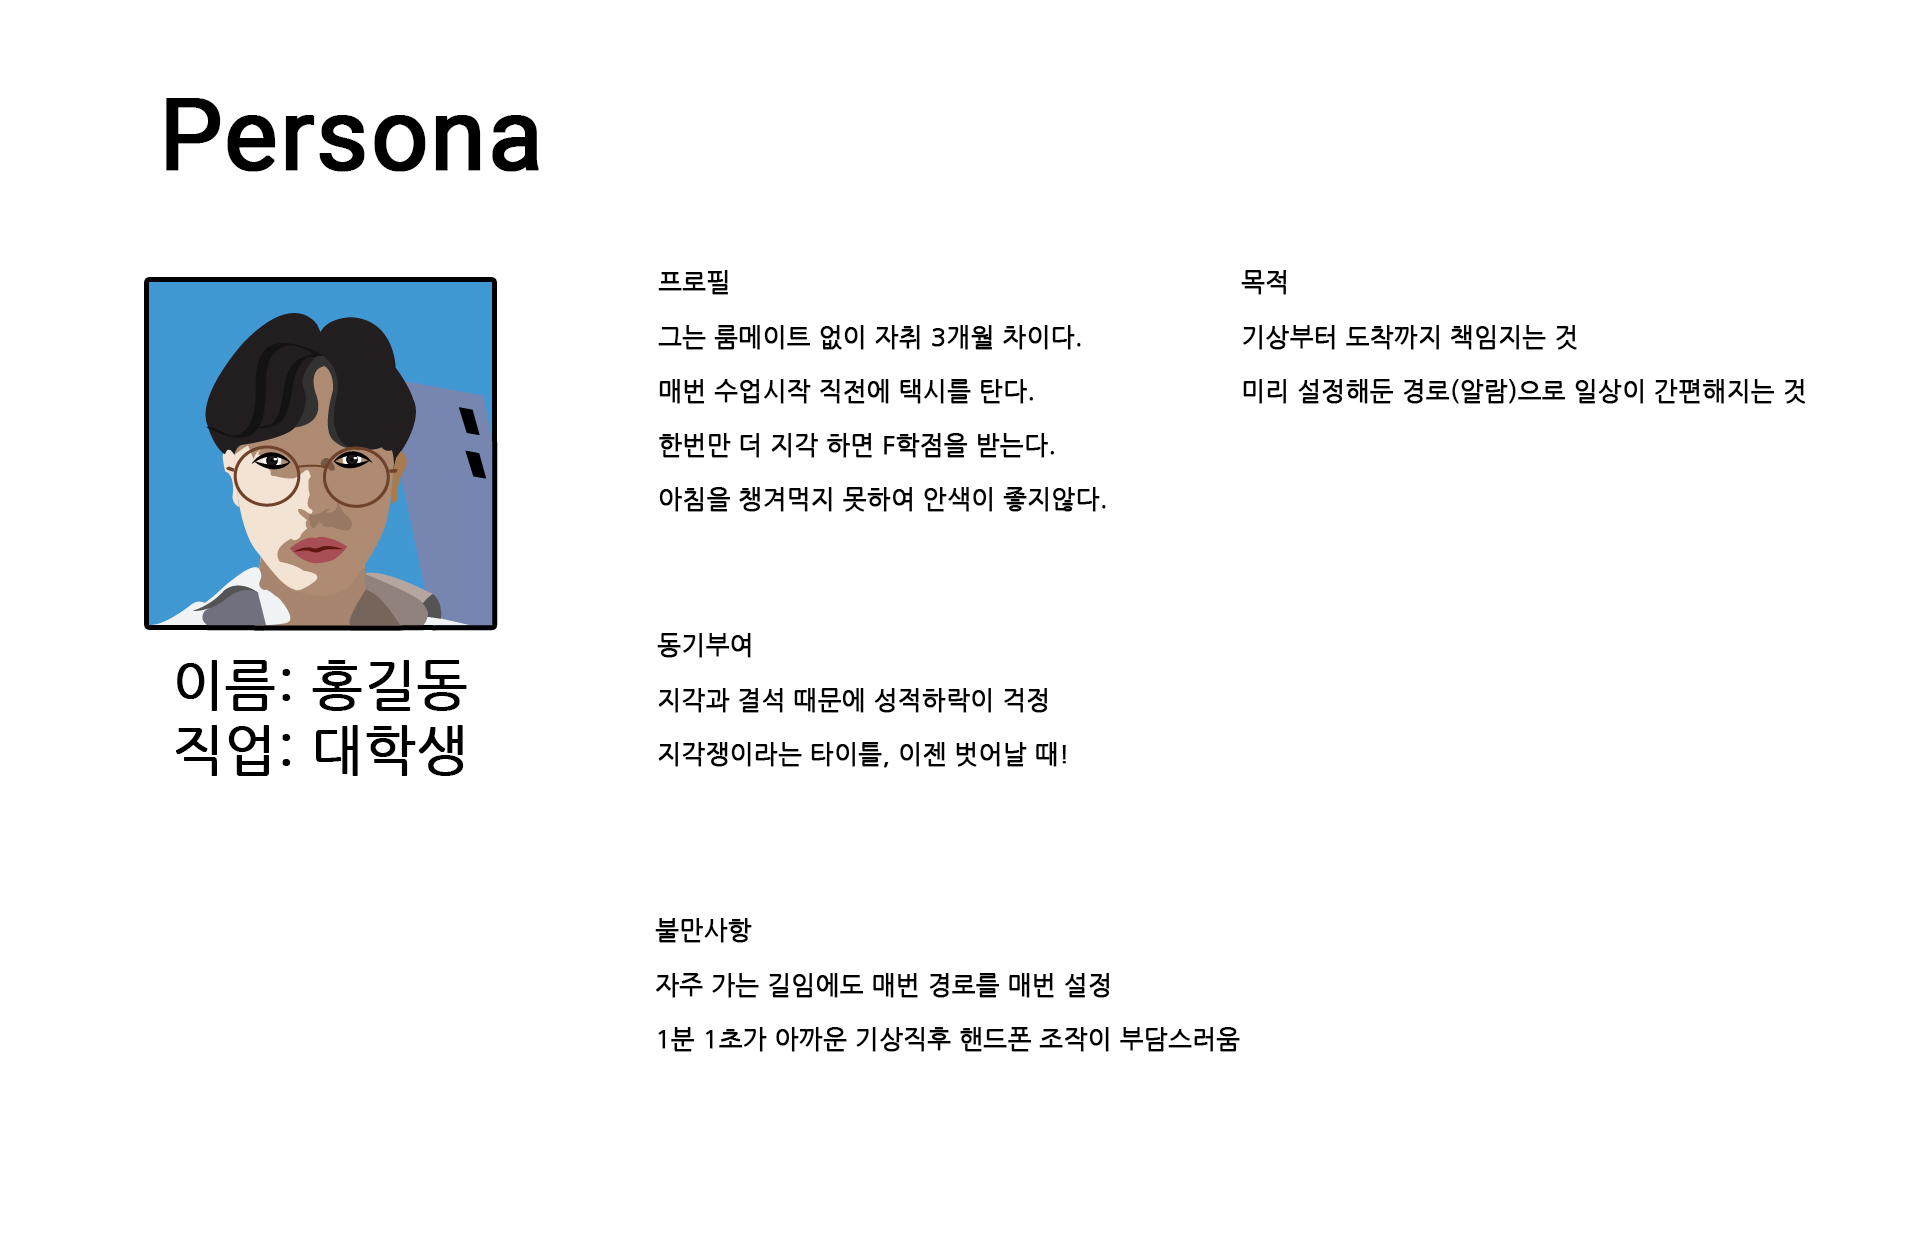 Persona
이름: 홍길동
직업: 대학생
프로필
그는 룸메이트 없이 자취 3개월 차이다.
매번 수업시작 직전에 택시를 탄다.
한번만 더 지각 하면 F학점을 받는다.
아침을 챙겨먹지 못하여 안색이 좋지않다.
동기부여
지각과 결석 때문에 성적하락이 걱정
지각쟁이라는 타이틀, 이젠 벗어날 때!
불만사항
자주 가는 길임에도 매번 경로를 매번 설정
1분 1초가 아까운 기상직후 핸드폰 조작이 부담스러움
목적
기상부터 도착까지 책임지는 것
미리 설정해둔 경로(알람)으로 일상이 간편해지는 것